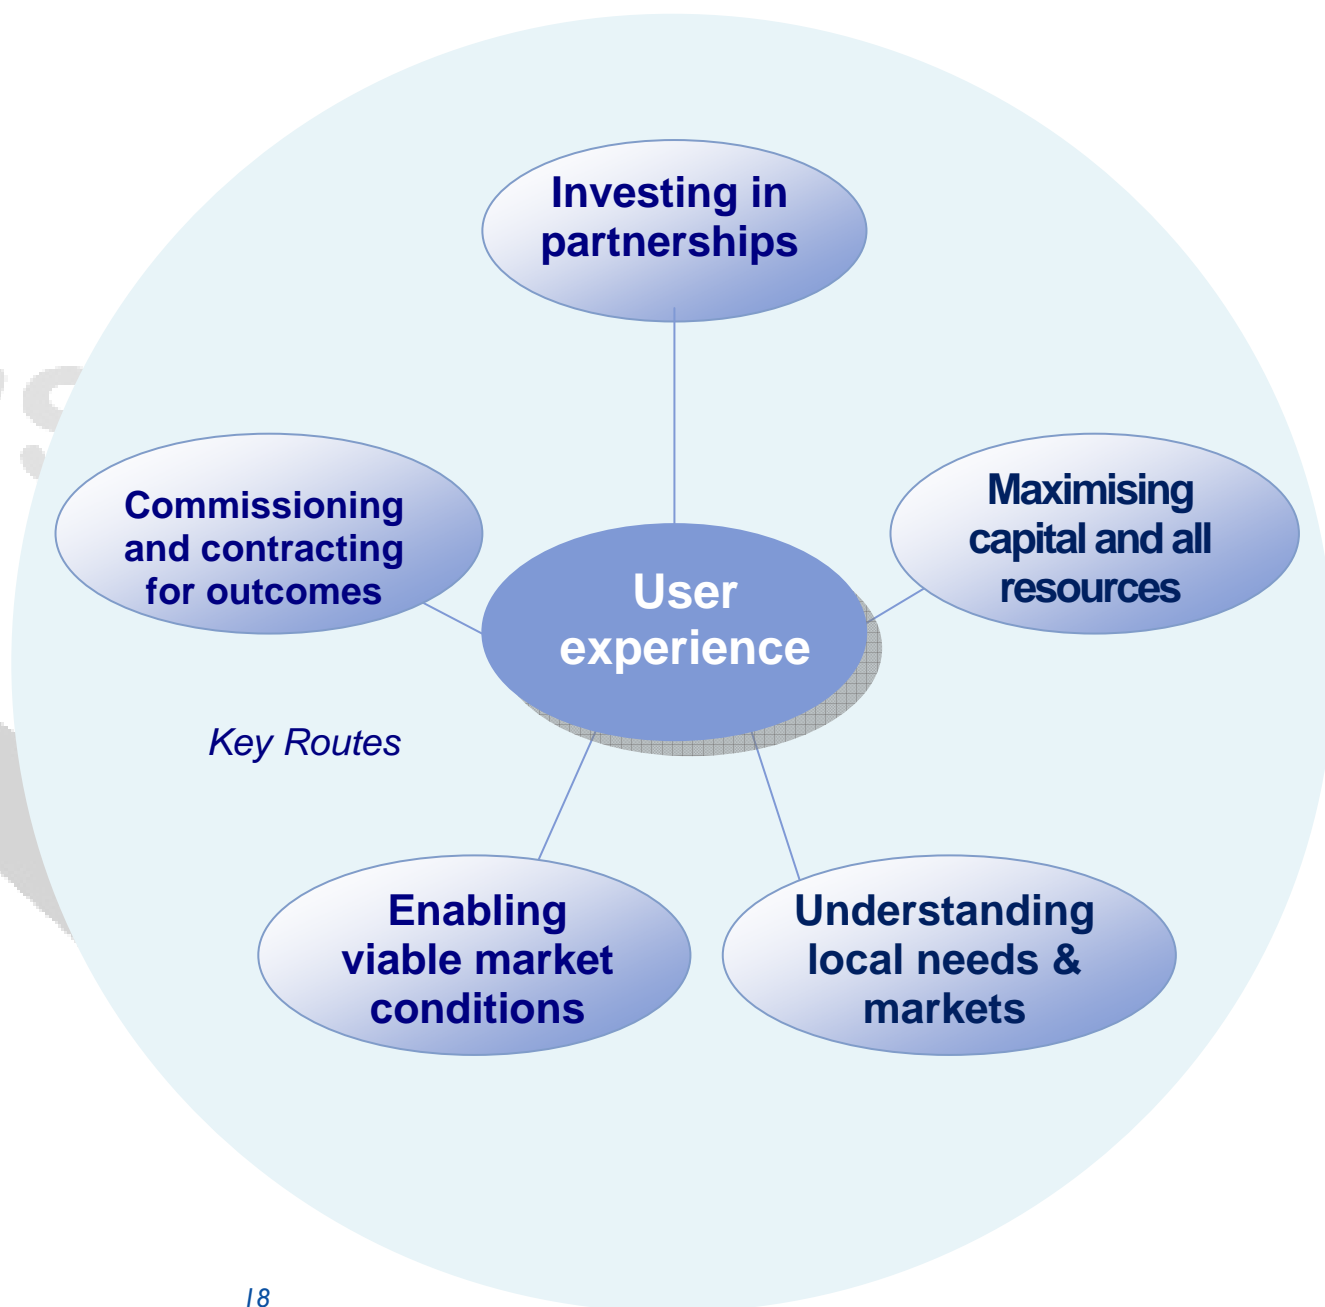 Investing in
partnerships
Commissioning
and contracting
for outcomes
Maximising
capital and all
resources
User
experience
Key Routes
Enabling
viable market
conditions
Understanding
local needs &
markets
18